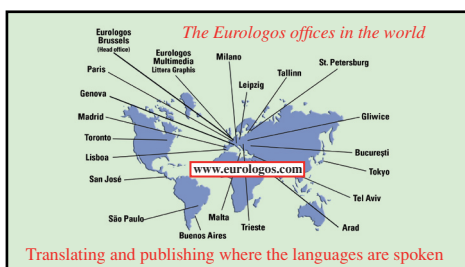 The Eurologos offices in the world
Eurologos
Brussels
(Head office)
Eurologos
Multimedia
Littera Graphis
Milano
St. Petersburg
Paris
Leipzig
Tallinn
Genova
Madrid
Gliwice
Toronto
Lisboa
București
Tokyo
www.eurologos.com
San José
Tel Aviv
São Paulo
Malta
Arad
Buenos Aires
Trieste
Translating and publishing where the languages are spoken